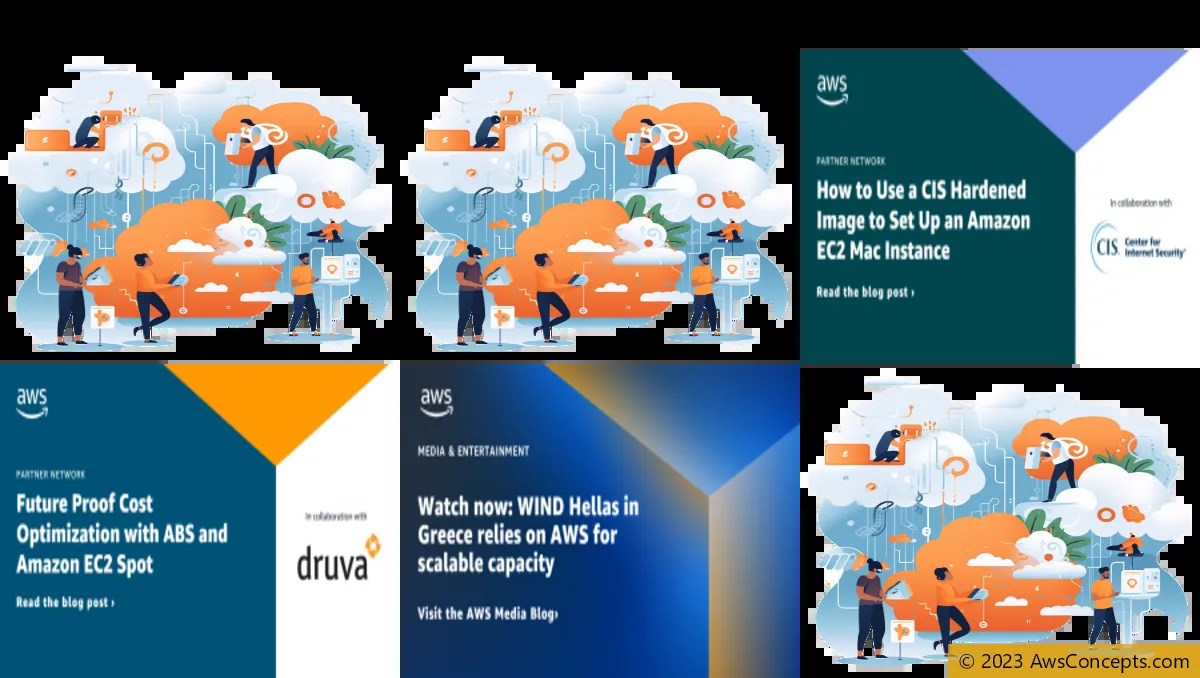 aws
PARTNER NETWORK
How to Use a CIS Hardened
Image to Set Up an Amazon
EC2 Mac Instance
Read the blog post ›
In collaboration with
CIS. Center for
Internet Security®
aws
PARTNER NETWORK
Future Proof Cost
Optimization with ABS and
Amazon EC2 Spot
Read the blog post ›
In collaboration with
druva
aws
MEDIA & ENTERTAINMENT
Watch now: WIND Hellas in
Greece relies on AWS for
scalable capacity
Visit the AWS Media Blog›
© 2023 AwsConcepts.com